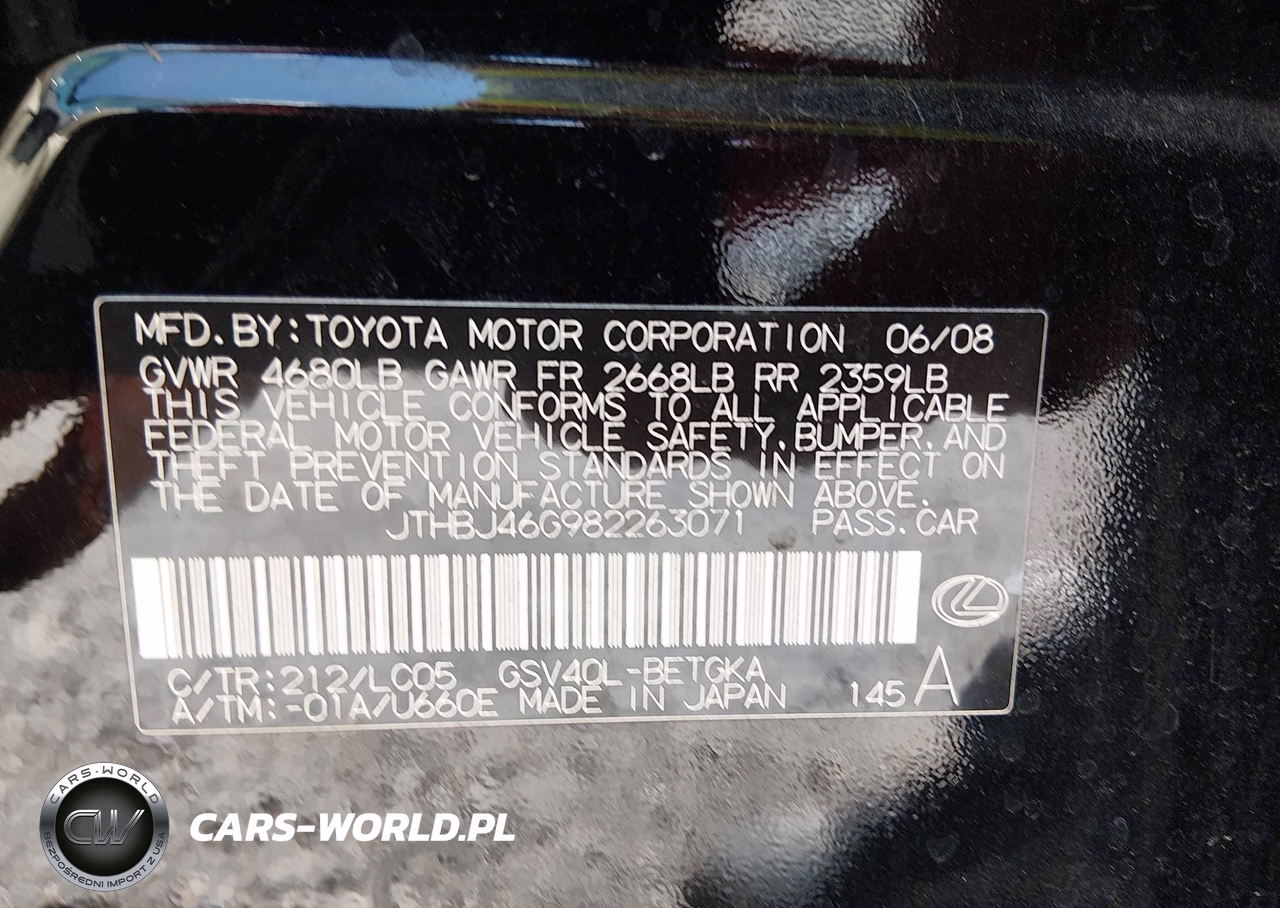 MFD.BY:TOYOTA MOTOR CORPORATION 06/08
GVWR 4680LB GAWR FR 2668LB RR 2359LB
THIS VEHICLE CONFORMS TO ALL APPLICABLE
FEDERAL MOTOR VEHICLE SAFETY,BUMPER,AND
THEFT PREVENTION STANDARDS IN EFFECT ON
THE DATE OF MANUFACTURE SHOWN ABOVE.
JTHBJ46G982263071 PASS.CAR
C/TR:212/LC05 GSV40L-BETGKA
A/TM:-01A/U660E MADE IN JAPAN 145 A
CARS-WORLD
CW
BEZPOŚREDNI IMPORT Z USA
CARS-WORLD.PL